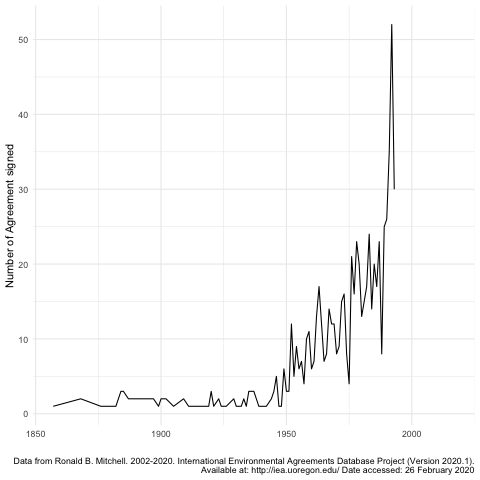 50
40
30
20
10
0
Number of Agreement signed
1850 1900 1950 2000
Data from Ronald B. Mitchell. 2002-2020. International Environmental Agreements Database Project (Version 2020.1).
Available at: http://iea.uoregon.edu/ Date accessed: 26 February 2020